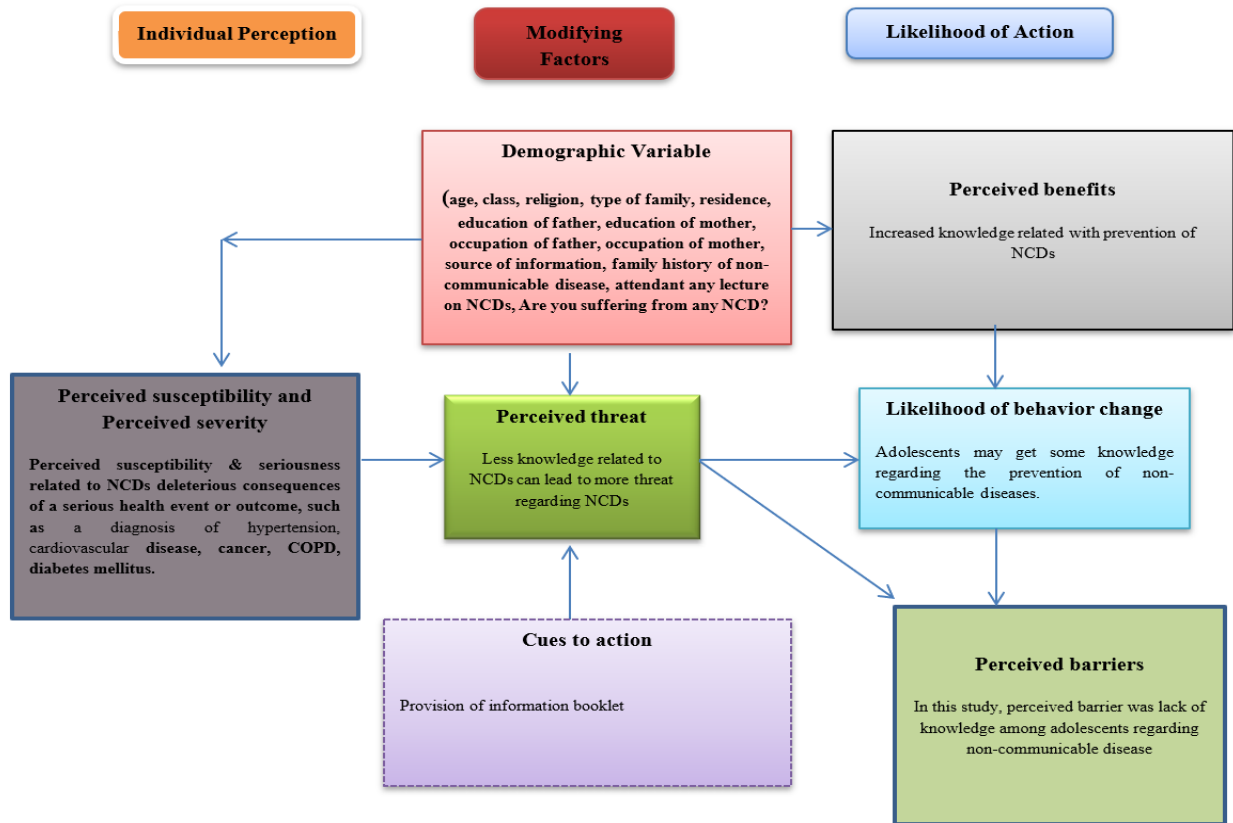 Individual Perception
Modifying
Factors
Likelihood of Action
Demographic Variable
(age, class, religion, type of family, residence,
education of father, education of mother,
occupation of father, occupation of mother,
source of information, family history of non-
communicable disease, attendant any lecture
on NCDs, Are you suffering from any NCD?
Perceived benefits
Increased knowledge related with prevention of
NCDs
Perceived susceptibility and
Perceived severity
Perceived susceptibility & seriousness
related to NCDs deleterious consequences
of a serious health event or outcome, such
as a diagnosis of hypertension,
cardiovascular disease, cancer, COPD,
diabetes mellitus.
Perceived threat
Less knowledge related to
NCDs can lead to more threat
regarding NCDs
Likelihood of behavior change
Adolescents may get some knowledge
regarding the prevention of non-
communicable diseases.
Cues to action
Provision of information booklet
Perceived barriers
In this study, perceived barrier was lack of
knowledge among adolescents regarding
non-communicable disease